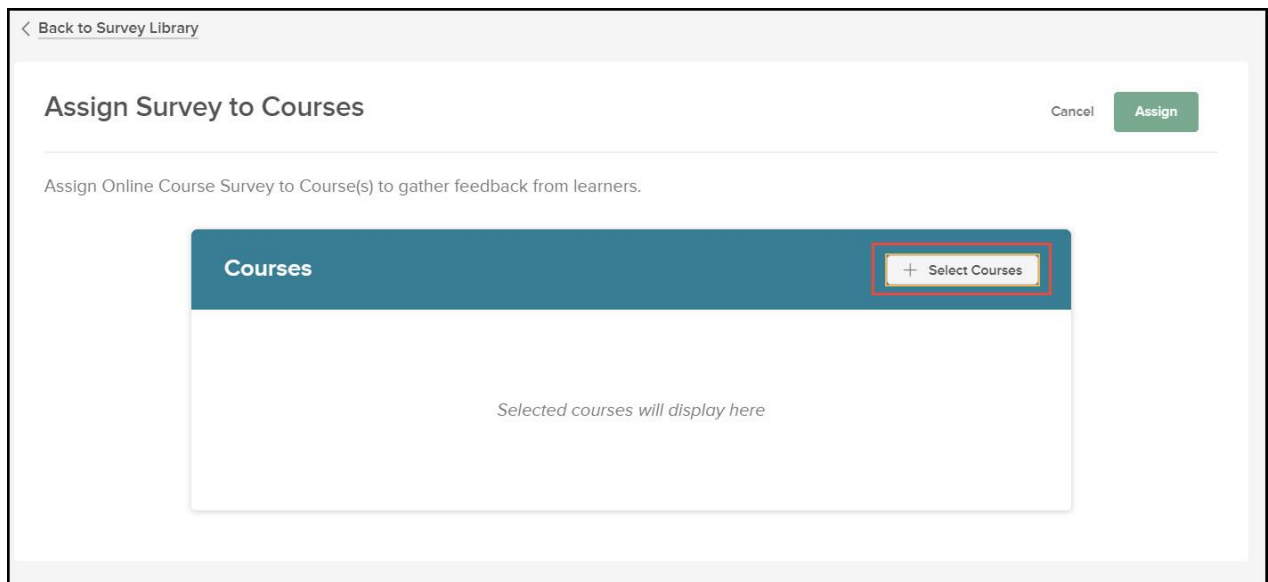 Back to Survey Library
Assign Survey to Courses
Cancel
Assign
Assign Online Course Survey to Course(s) to gather feedback from learners.
Courses
+ Select Courses
Selected courses will display here